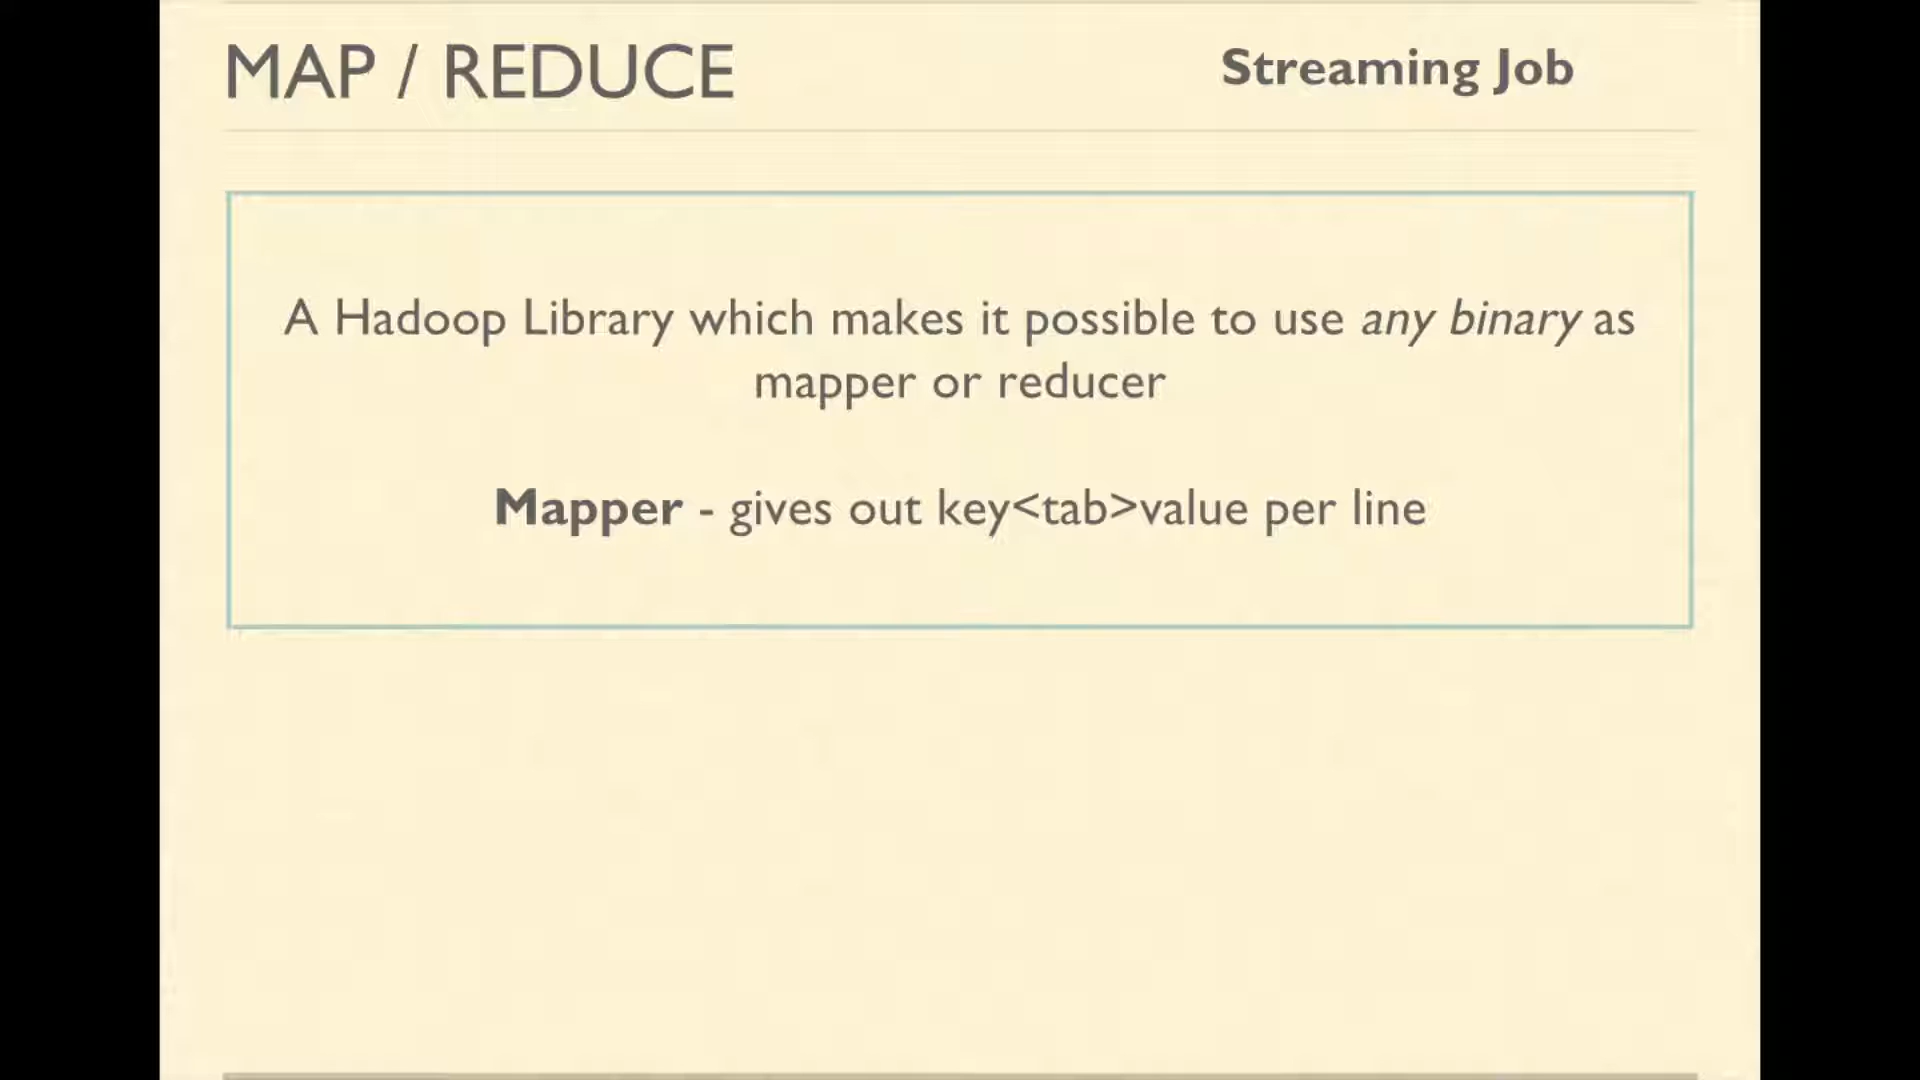 MAP / REDUCE
Streaming Job
A Hadoop Library which makes it possible to use any binary as
mapper or reducer
Mapper - gives out key<tab>value per line